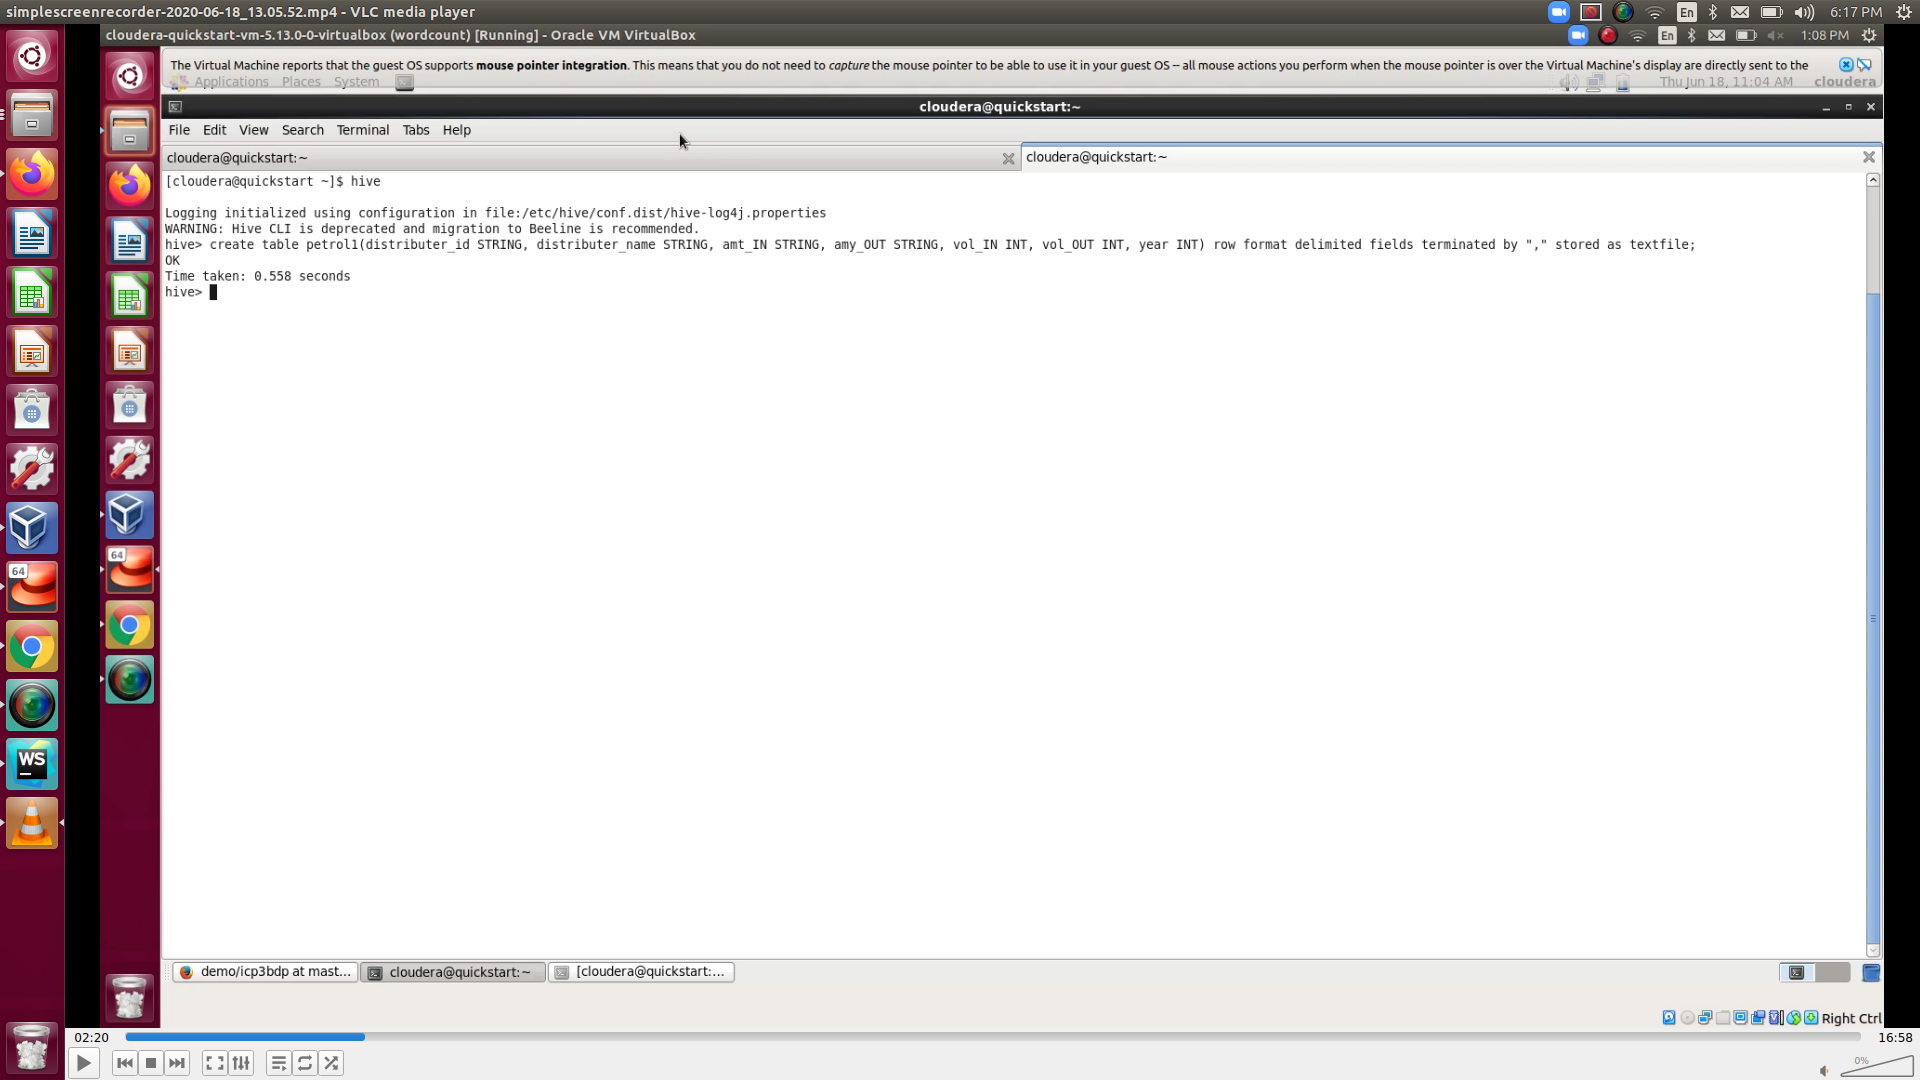 simplescreenrecorder-2020-06-18_13.05.52.mp4 - VLC media player
En
6:17 PM
cloudera-quickstart-vm-5.13.0-0-virtualbox (wordcount) [Running] - Oracle VM VirtualBox
En
1:08 PM
The Virtual Machine reports that the guest OS supports mouse pointer integration. This means that you do not need to capture the mouse pointer to be able to use it in your guest OS -- all mouse actions you perform when the mouse pointer is over the Virtual Machine's display are directly sent to the
Applications Places System
Thu Jun 18, 11:04 AM cloudera
cloudera@quickstart:~
File Edit View Search Terminal Tabs Help
cloudera@quickstart:~
cloudera@quickstart:~
[cloudera@quickstart ~]$ hive
Logging initialized using configuration in file:/etc/hive/conf.dist/hive-log4j.properties
WARNING: Hive CLI is deprecated and migration to Beeline is recommended.
hive> create table petrol1(distributer_id STRING, distributer_name STRING, amt_IN STRING, amy_OUT STRING, vol_IN INT, vol_OUT INT, year INT) row format delimited fields terminated by "," stored as textfile;
OK
Time taken: 0.558 seconds
hive>
64
64
WS
demo/icp3bdp at mast...
cloudera@quickstart:~
[cloudera@quickstart:...
Right Ctrl
02:20
16:58
0%